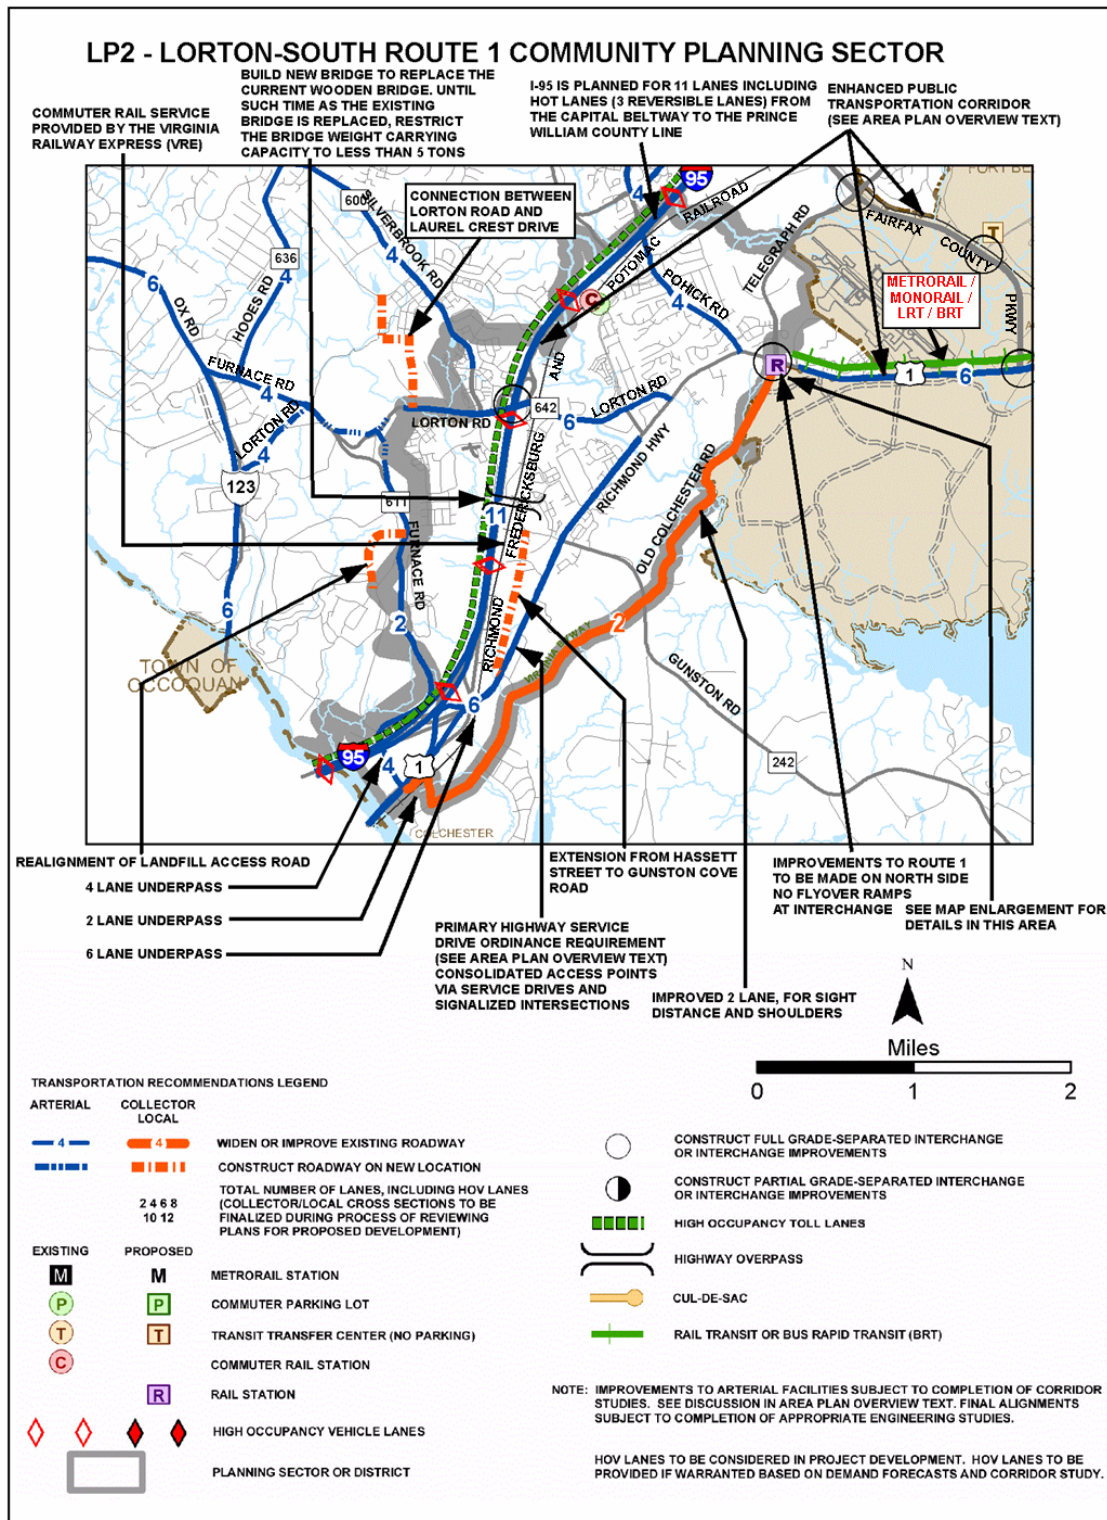 LP2 - LORTON-SOUTH ROUTE 1 COMMUNITY PLANNING SECTOR
COMMUTER RAIL SERVICE
PROVIDED BY THE VIRGINIA
RAILWAY EXPRESS (VRE)
BUILD NEW BRIDGE TO REPLACE THE
CURRENT WOODEN BRIDGE. UNTIL
SUCH TIME AS THE EXISTING
BRIDGE IS REPLACED, RESTRICT
THE BRIDGE WEIGHT CARRYING
CAPACITY TO LESS THAN 5 TONS
I-95 IS PLANNED FOR 11 LANES INCLUDING
HOT LANES (3 REVERSIBLE LANES) FROM
THE CAPITAL BELTWAY TO THE PRINCE
WILLIAM COUNTY LINE
ENHANCED PUBLIC
TRANSPORTATION CORRIDOR
(SEE AREA PLAN OVERVIEW TEXT)
CONNECTION BETWEEN
LORTON ROAD AND
LAUREL CREST DRIVE
600
SILVERBROOK RD
4
4
95
RAILROAD
POTOMAC
AND
FREDERICKSBURG
RICHMOND
TELEGRAPH RD
FAIRFAX
COUNTY
PKWY
T
METRORAIL /
MONORAIL /
LRT / BRT
636
4
HOOES RD
6
OX RD
FURNACE RD
4
LORTON RD
4
123
6
C
POHICK RD
4
R
1
6
LORTON RD
642
6
LORTON RD
RICHMOND HWY
OLD COLCHESTER RD
611
FURNACE RD
2
11
2
VIRGINIA BYWAY
GUNSTON RD
242
TOWN OF
OCCOQUAN
6
95
4
1
COLCHESTER
REALIGNMENT OF LANDFILL ACCESS ROAD
4 LANE UNDERPASS
2 LANE UNDERPASS
6 LANE UNDERPASS
EXTENSION FROM HASSETT
STREET TO GUNSTON COVE
ROAD
PRIMARY HIGHWAY SERVICE
DRIVE ORDINANCE REQUIREMENT
(SEE AREA PLAN OVERVIEW TEXT)
CONSOLIDATED ACCESS POINTS
VIA SERVICE DRIVES AND
SIGNALIZED INTERSECTIONS
IMPROVEMENTS TO ROUTE 1
TO BE MADE ON NORTH SIDE
NO FLYOVER RAMPS
AT INTERCHANGE
SEE MAP ENLARGEMENT FOR
DETAILS IN THIS AREA
IMPROVED 2 LANE, FOR SIGHT
DISTANCE AND SHOULDERS
N
Miles
0 1 2
TRANSPORTATION RECOMMENDATIONS LEGEND
ARTERIAL COLLECTOR
LOCAL
4 4 WIDEN OR IMPROVE EXISTING ROADWAY
CONSTRUCT ROADWAY ON NEW LOCATION
2 4 6 8
10 12
TOTAL NUMBER OF LANES, INCLUDING HOV LANES
(COLLECTOR/LOCAL CROSS SECTIONS TO BE
FINALIZED DURING PROCESS OF REVIEWING
PLANS FOR PROPOSED DEVELOPMENT)
EXISTING PROPOSED
M M METRORAIL STATION
P P COMMUTER PARKING LOT
T T TRANSIT TRANSFER CENTER (NO PARKING)
C COMMUTER RAIL STATION
R RAIL STATION
HIGH OCCUPANCY VEHICLE LANES
PLANNING SECTOR OR DISTRICT
CONSTRUCT FULL GRADE-SEPARATED INTERCHANGE
OR INTERCHANGE IMPROVEMENTS
CONSTRUCT PARTIAL GRADE-SEPARATED INTERCHANGE
OR INTERCHANGE IMPROVEMENTS
HIGH OCCUPANCY TOLL LANES
HIGHWAY OVERPASS
CUL-DE-SAC
RAIL TRANSIT OR BUS RAPID TRANSIT (BRT)
NOTE: IMPROVEMENTS TO ARTERIAL FACILITIES SUBJECT TO COMPLETION OF CORRIDOR
STUDIES. SEE DISCUSSION IN AREA PLAN OVERVIEW TEXT. FINAL ALIGNMENTS
SUBJECT TO COMPLETION OF APPROPRIATE ENGINEERING STUDIES.
HOV LANES TO BE CONSIDERED IN PROJECT DEVELOPMENT. HOV LANES TO BE
PROVIDED IF WARRANTED BASED ON DEMAND FORECASTS AND CORRIDOR STUDY.